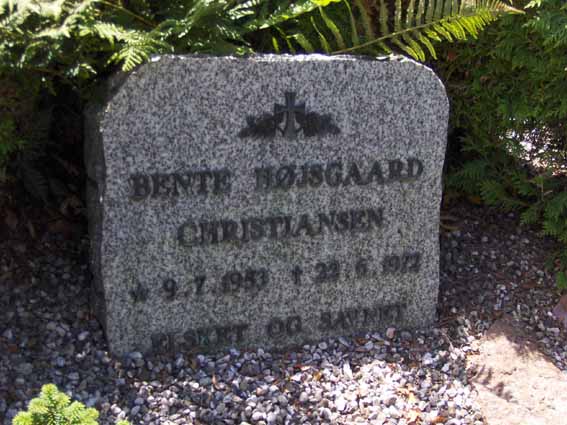 BENTE HØJSGAARD
CHRISTIANSEN
* 9.7.1953 † 22.6.1972
ELSKET OG SAVNET